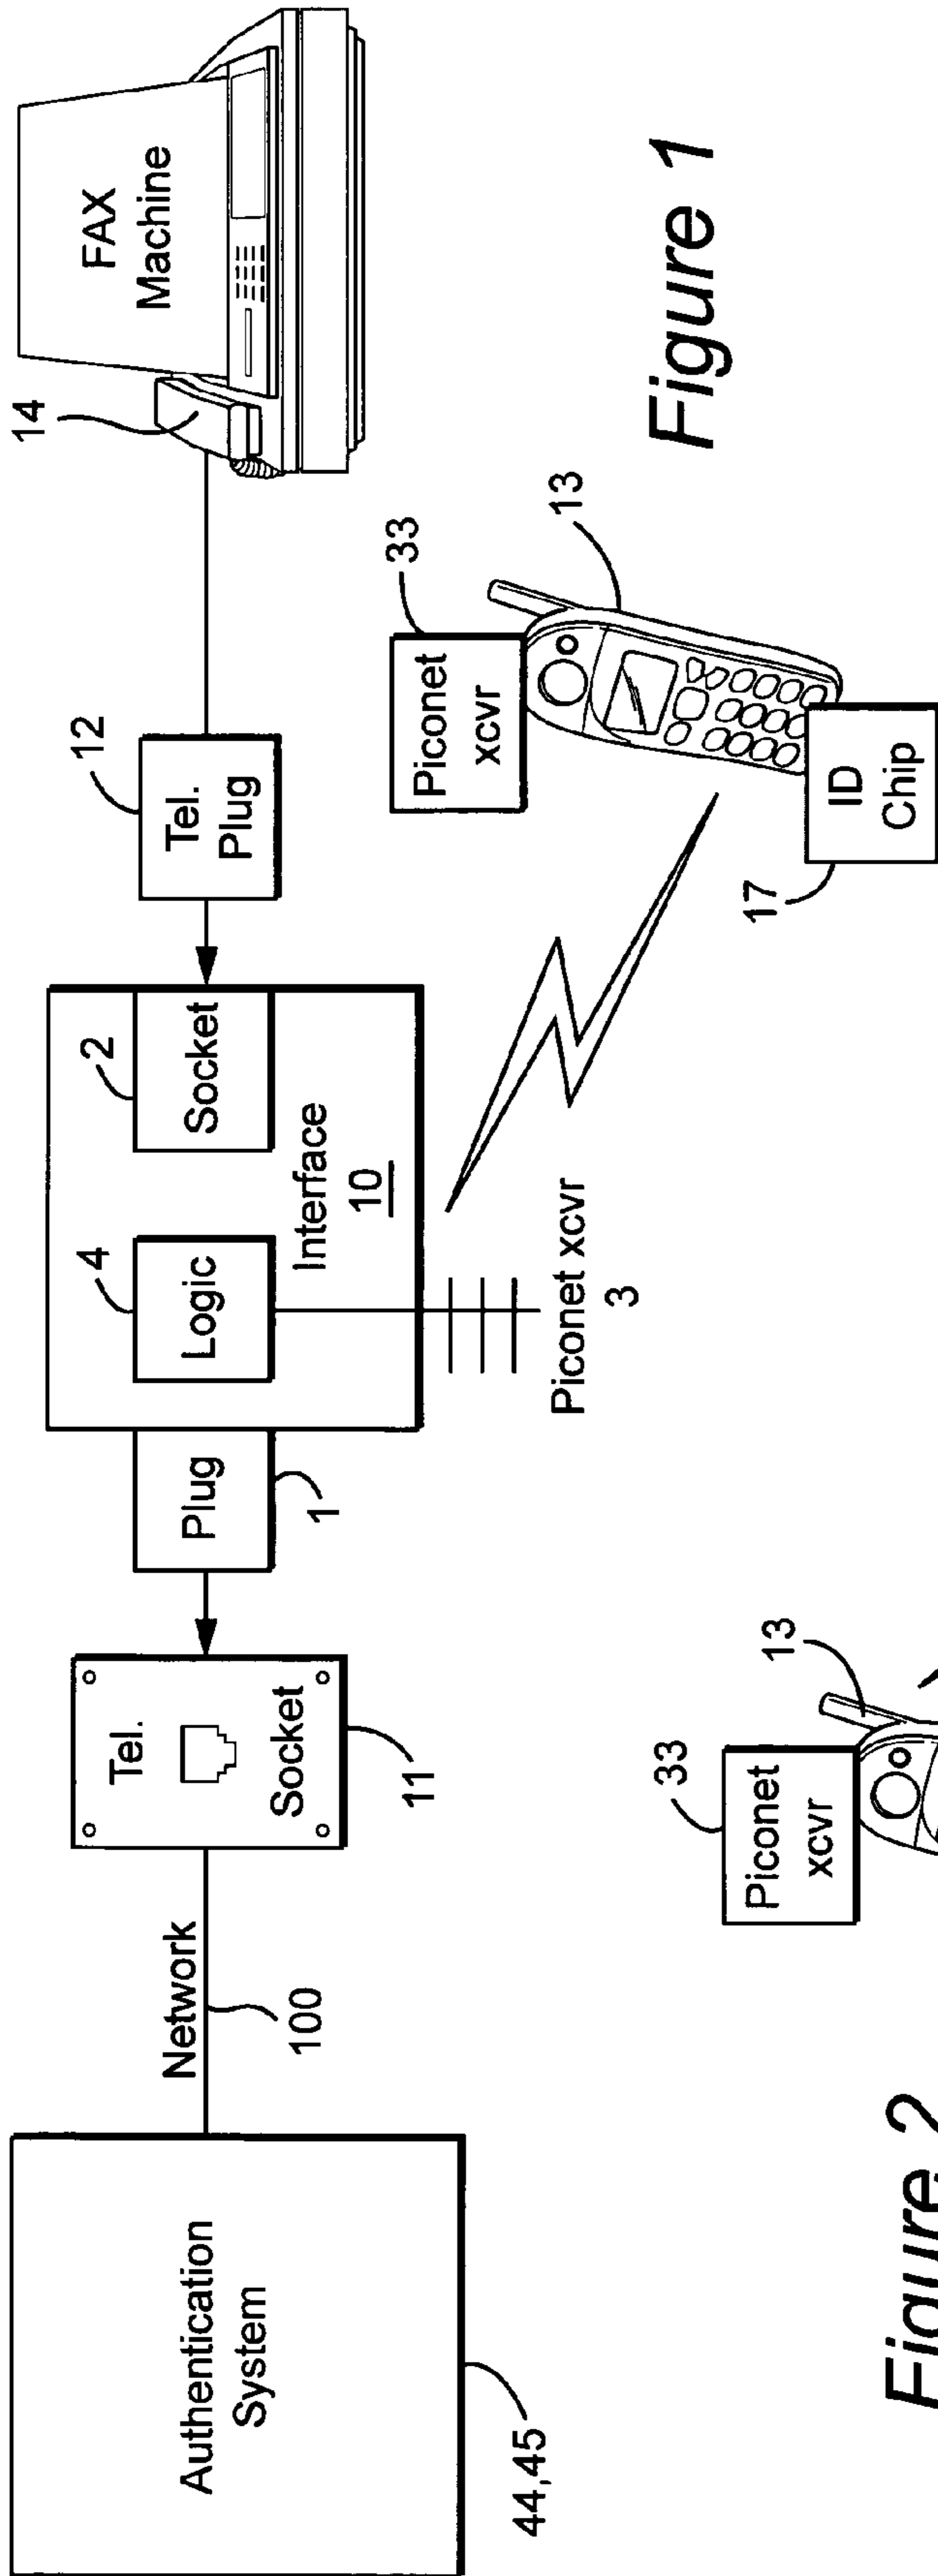 Authentication
System
44,45
Network
100
Tel.
Socket
11
Plug
1
4
Logic
2
Socket
Interface
10
Piconet xcvr
3
12
Tel.
Plug
14
FAX
Machine
33
Piconet
xcvr
13
17
ID
Chip
Figure 1
33
Piconet
xcvr
13
Figure 2